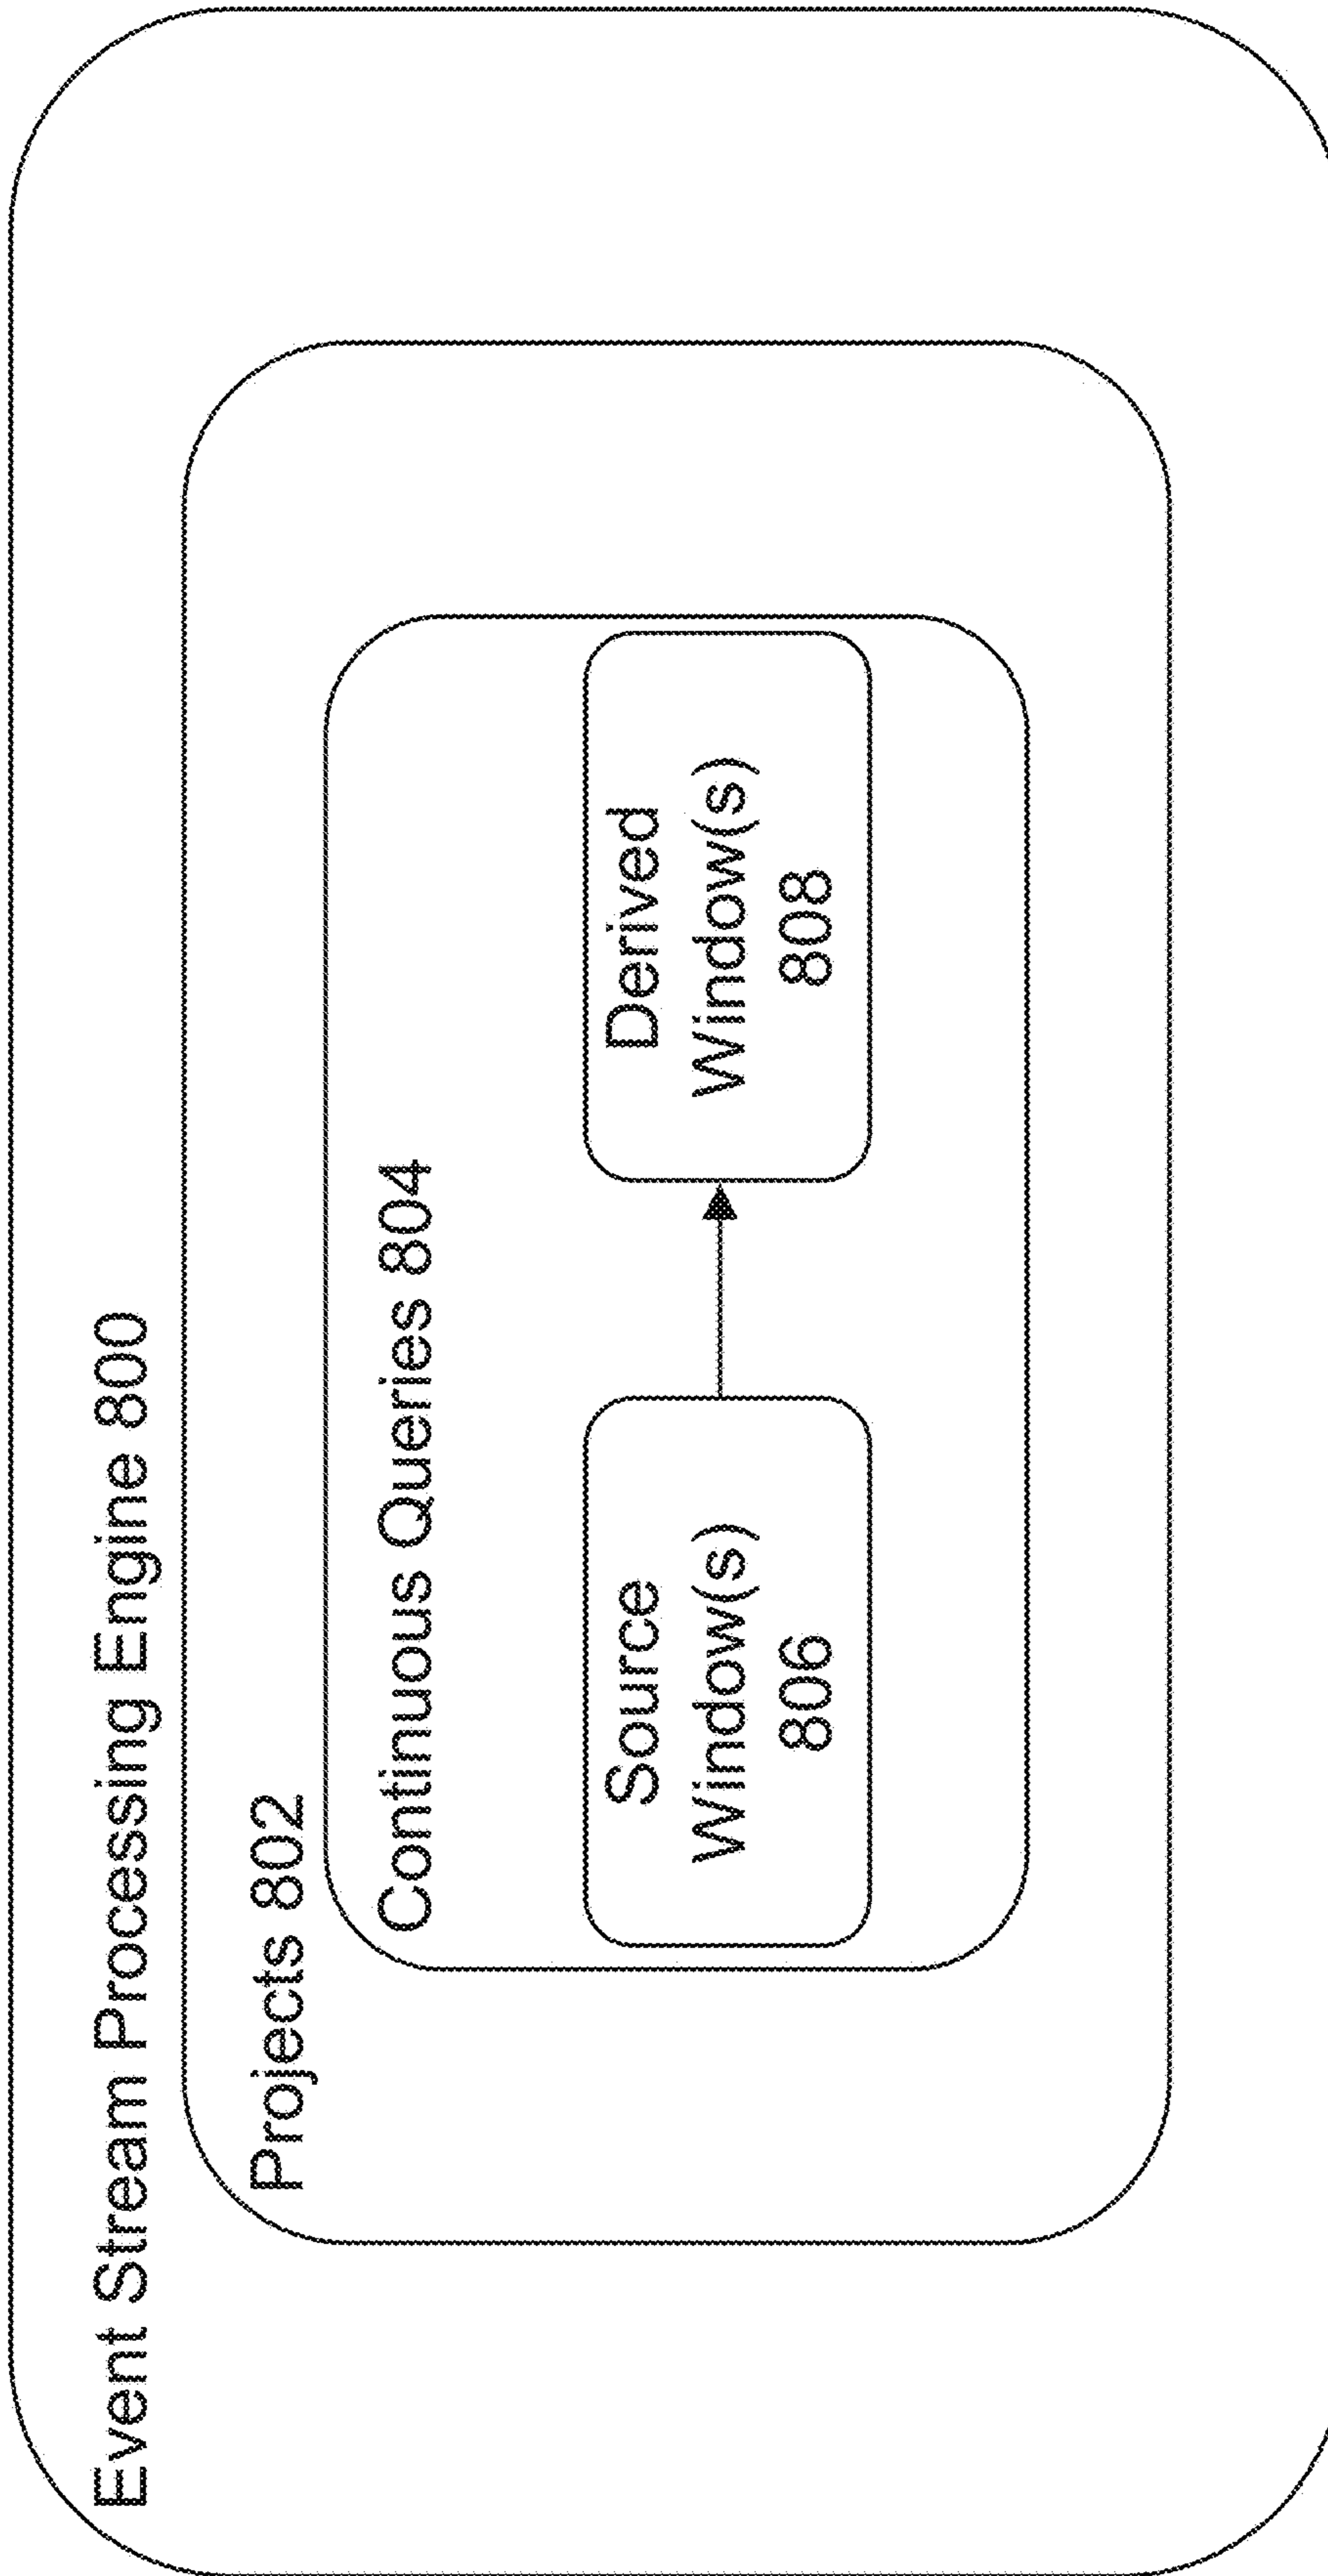 Event Stream Processing Engine 800
Projects 802
Continuous Queries 804
Source
Window(s)
806
Derived
Window(s)
808